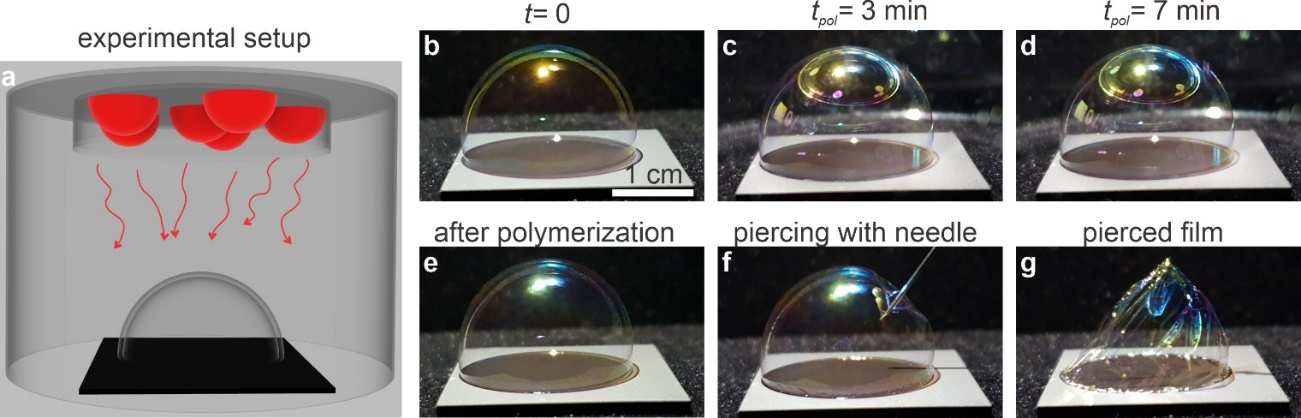 experimental setup
a
t= 0
b
1 cm
tpol= 3 min
c
tpol= 7 min
d
after polymerization
e
piercing with needle
f
pierced film
g